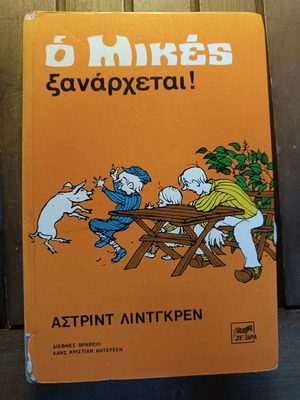 Ό ΜΙΚές
ξανάρχεται!
ΑΣΤΡΙΝΤ ΛΙΝΤΓΚΡΕΝ
ΔΙΕΘΝΕΣ ΒΡΑΒΕΙΟ
ΧΑΝΣ ΚΡΙΣΤΙΑΝ ΑΝΤΕΡΣΕΝ
ΖΕΒΡΑ